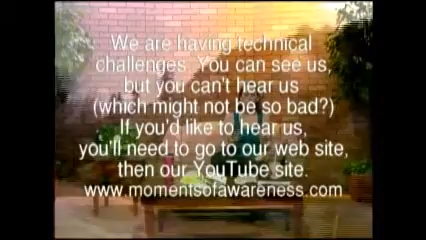 We are having technical
challenges. You can see us,
but you can't hear us
(which might not be so bad?)
If you'd like to hear us,
you'll need to go to our web site,
then our YouTube site.
www.momentsofawareness.com